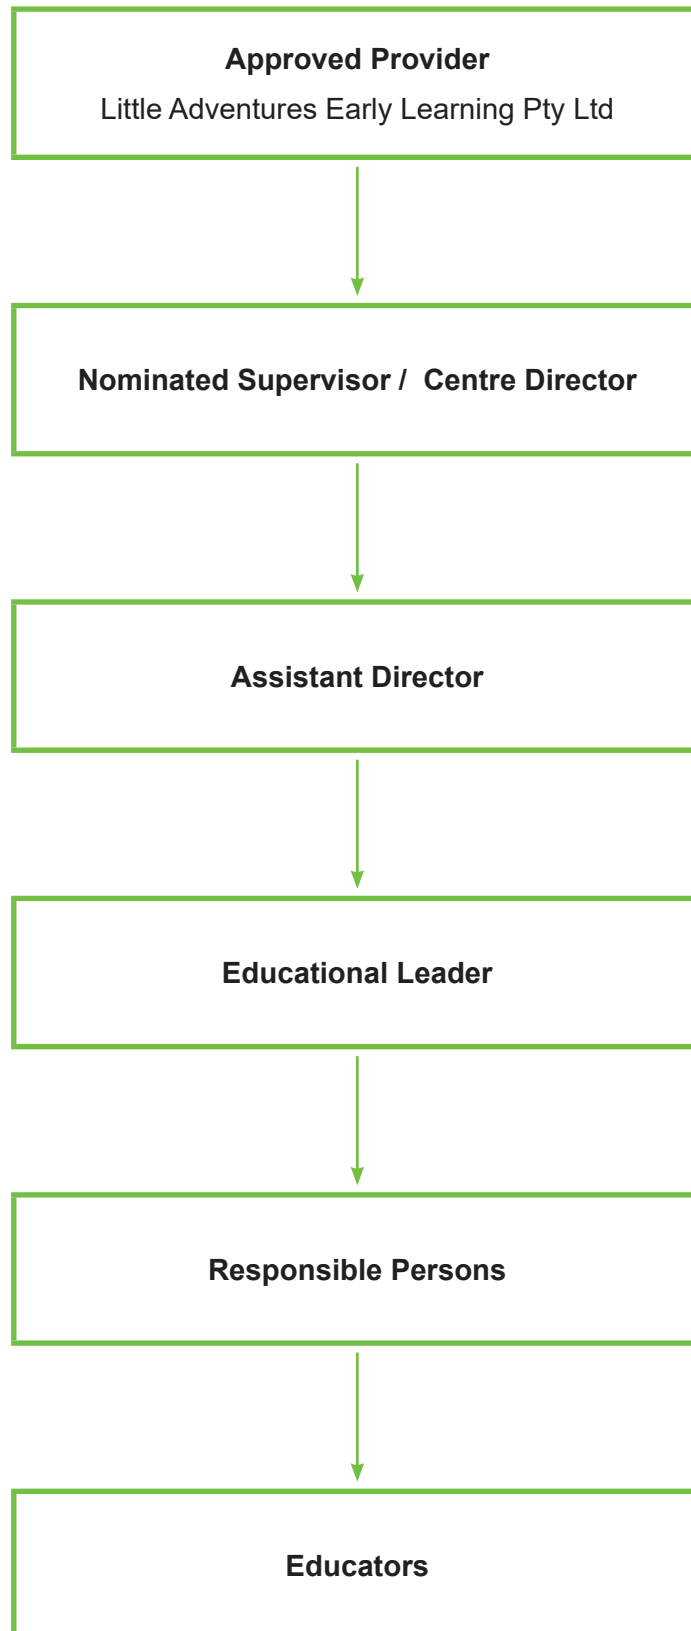 Approved Provider
Little Adventures Early Learning Pty Ltd
Nominated Supervisor /  Centre Director
Assistant Director
Educational Leader
Responsible Persons
Educators